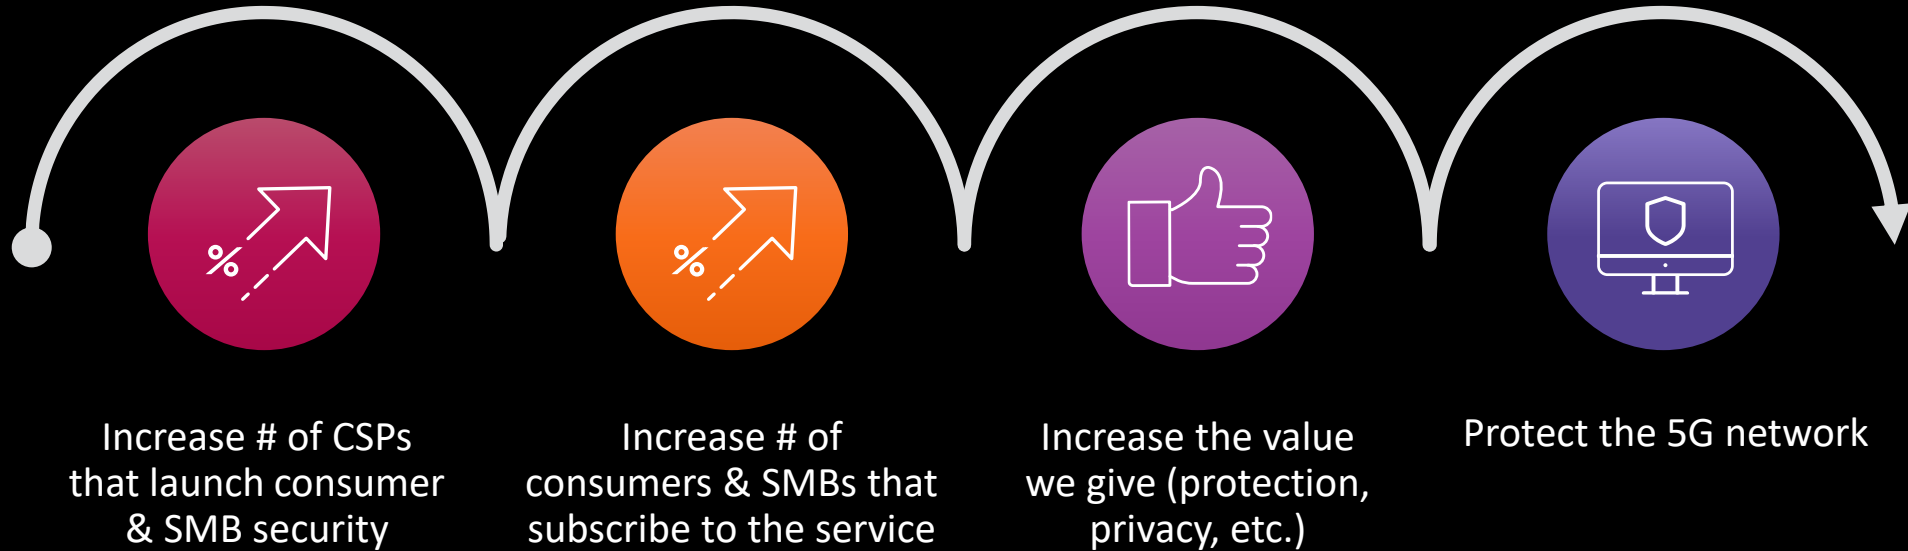 %
%
Increase # of CSPs
that launch consumer
& SMB security
Increase # of
consumers & SMBs that
subscribe to the service
Increase the value
we give (protection,
privacy, etc.)
Protect the 5G network